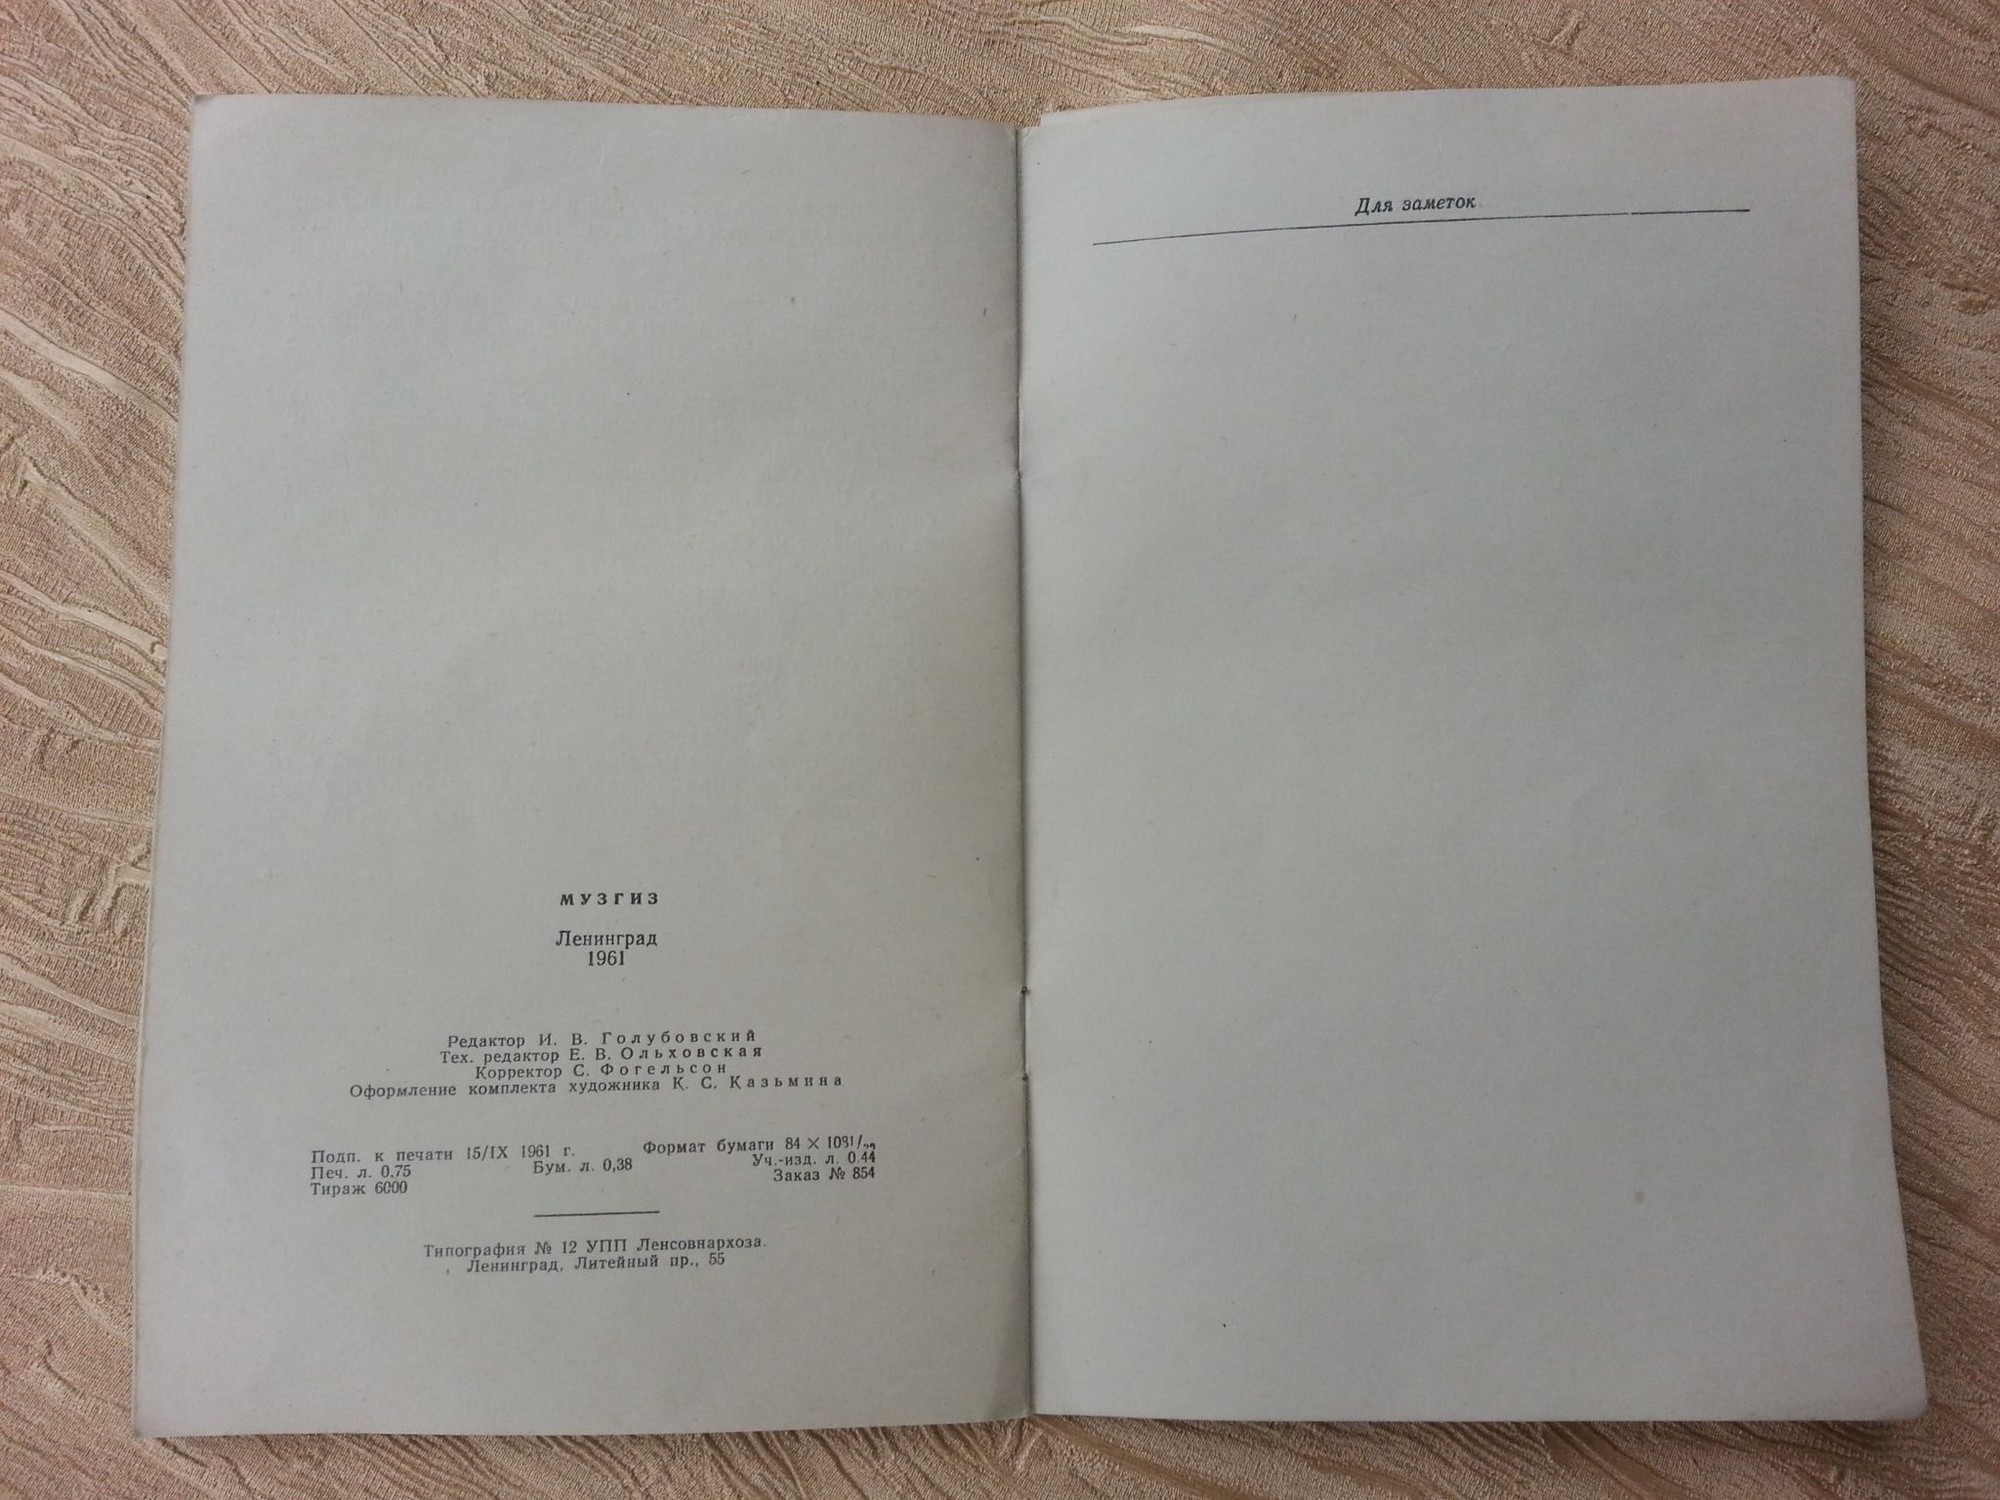 МУЗГИЗ
Ленинград
1961
Редактор И. В. Голубовский
Тех. редактор Е. В. Ольховская
Корректор С. Фогельсон
Оформление комплекта художника К. С. Казьмина
Подп. к печати 15/IX 1961 г. Формат бумаги 84 × 108¹/₃₂
Печ. л. 0.75 Бум. л. 0,38 Уч.-изд. л. 0.44
Тираж 6000 Заказ № 854
Типография № 12 УПП Ленсовнархоза.
Ленинград, Литейный пр., 55
Для заметок